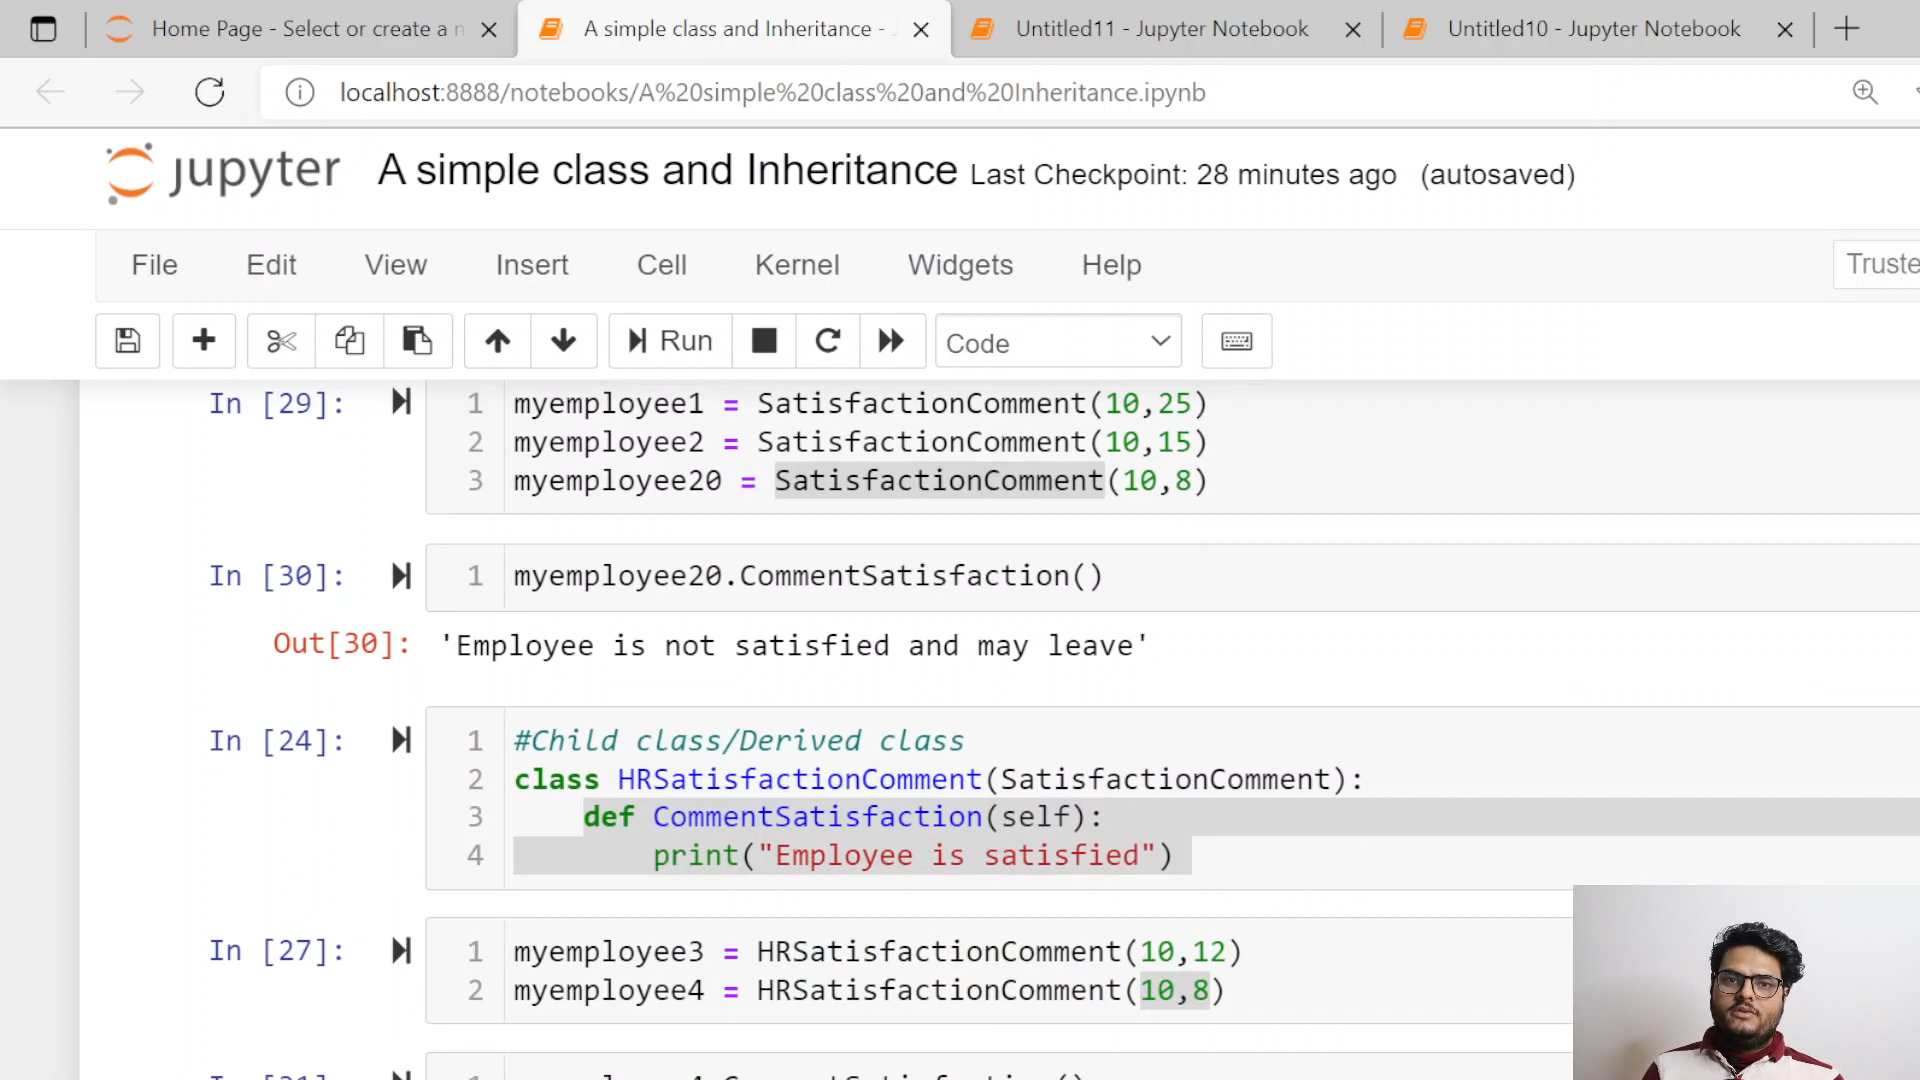 Home Page - Select or create a n
A simple class and Inheritance -
Untitled11 - Jupyter Notebook
Untitled10 - Jupyter Notebook
localhost:8888/notebooks/A%20simple%20class%20and%20Inheritance.ipynb
jupyter A simple class and Inheritance Last Checkpoint: 28 minutes ago (autosaved)
File Edit View Insert Cell Kernel Widgets Help Truste
Run Code
In [29]: 1 myemployee1 = SatisfactionComment(10,25)
2 myemployee2 = SatisfactionComment(10,15)
3 myemployee20 = SatisfactionComment(10,8)
In [30]: 1 myemployee20.CommentSatisfaction()
Out[30]: 'Employee is not satisfied and may leave'
In [24]: 1 #Child class/Derived class
2 class HRSatisfactionComment(SatisfactionComment):
3 def CommentSatisfaction(self):
4 print("Employee is satisfied")
In [27]: 1 myemployee3 = HRSatisfactionComment(10,12)
2 myemployee4 = HRSatisfactionComment(10,8)